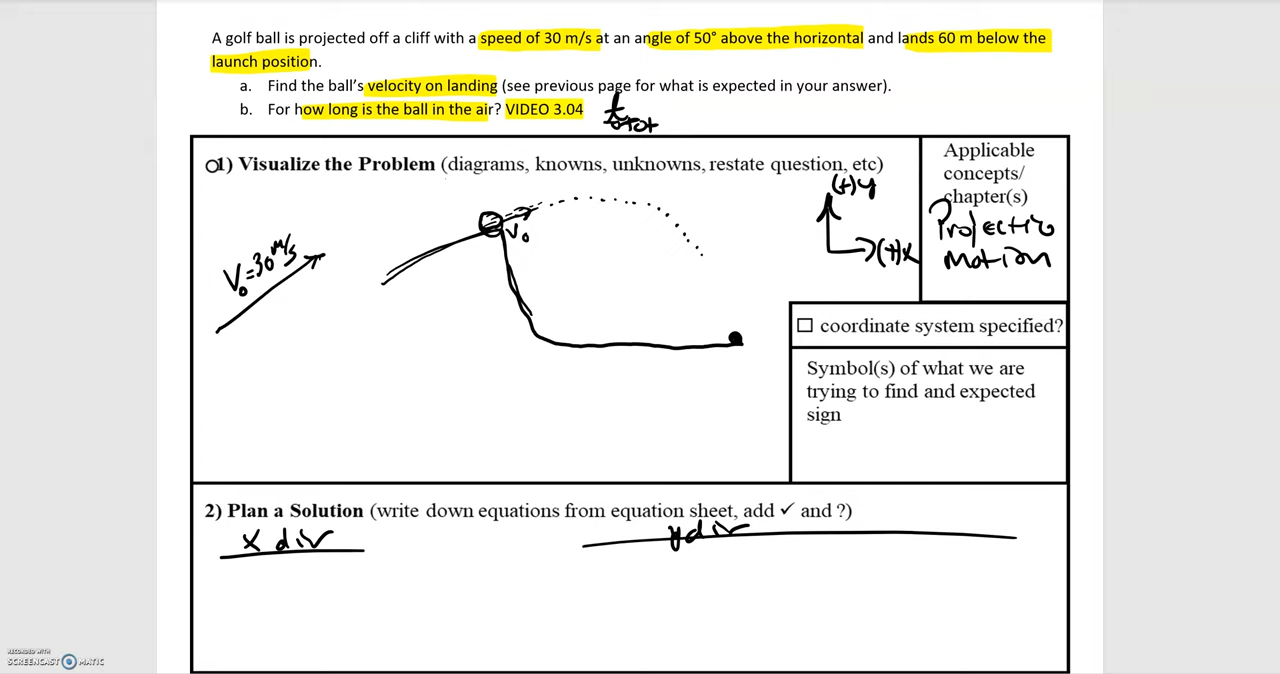 A golf ball is projected off a cliff with a speed of 30 m/s at an angle of 50° above the horizontal and lands 60 m below the
launch position.
a. Find the ball's velocity on landing (see previous page for what is expected in your answer).
b. For how long is the ball in the air? VIDEO 3.04
t tot
1) Visualize the Problem (diagrams, knowns, unknowns, restate question, etc)
Applicable
concepts/
chapter(s)
Projectio
motion
(+)y
(+)x
V₀=30 m/s
V₀
☐ coordinate system specified?
Symbol(s) of what we are
trying to find and expected
sign
2) Plan a Solution (write down equations from equation sheet, add ✓ and ?)
x dir
y dir
RECORDED WITH
SCREENCAST MATIC